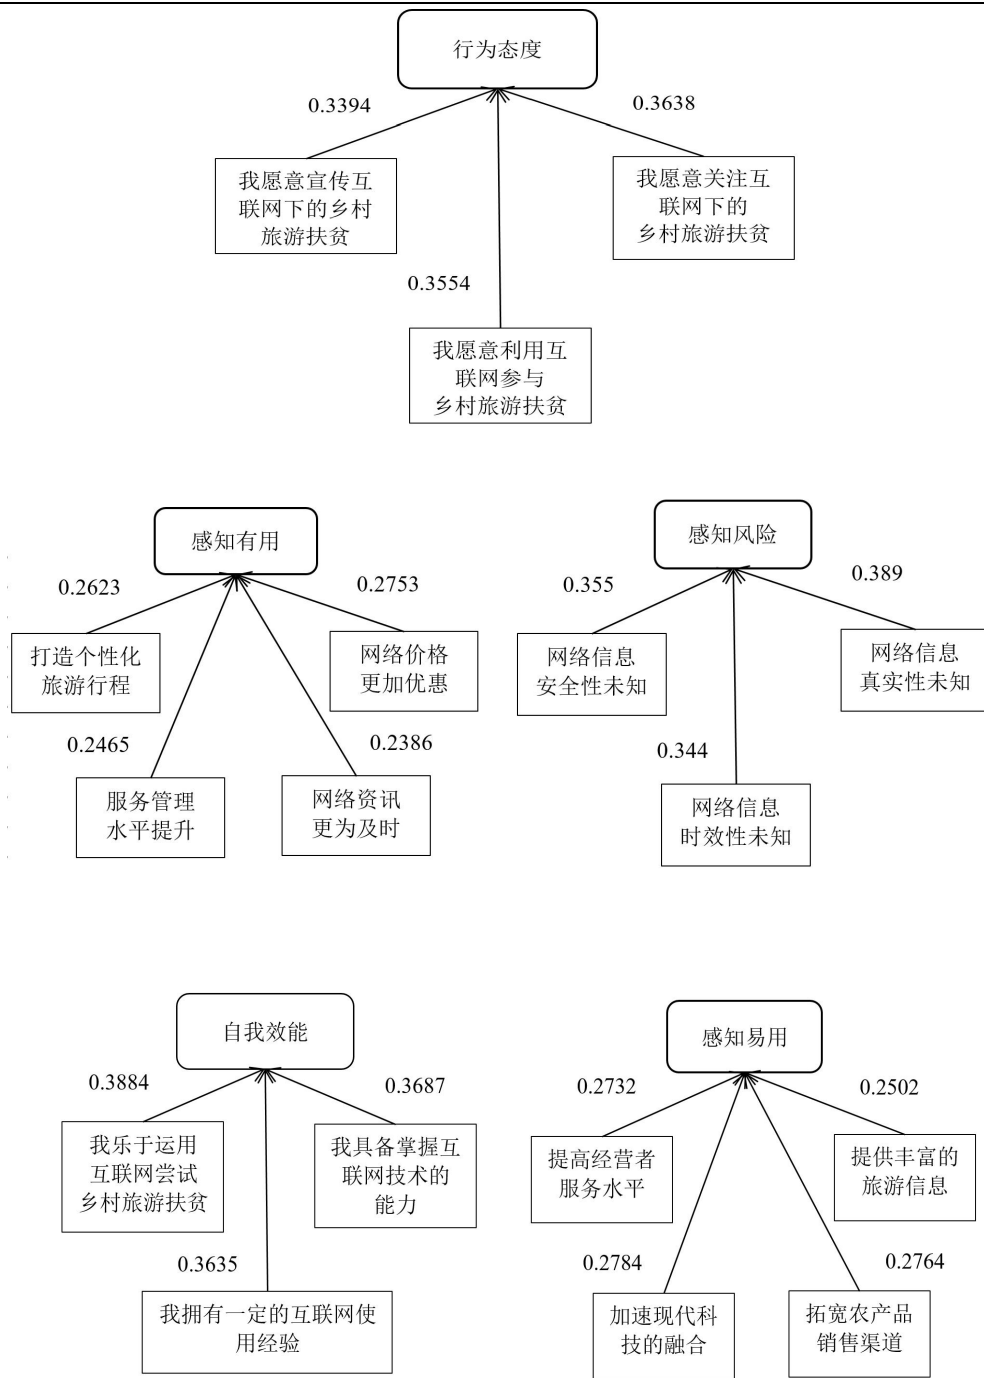 行为态度
0.3394
0.3638
我愿意宣传互
联网下的乡村
旅游扶贫
我愿意关注互
联网下的
乡村旅游扶贫
0.3554
我愿意利用互
联网参与
乡村旅游扶贫
感知有用
0.2623
0.2753
打造个性化
旅游行程
网络价格
更加优惠
0.2465
0.2386
服务管理
水平提升
网络资讯
更为及时
感知风险
0.355
0.389
网络信息
安全性未知
网络信息
真实性未知
0.344
网络信息
时效性未知
自我效能
0.3884
0.3687
我乐于运用
互联网尝试
乡村旅游扶贫
我具备掌握互
联网技术的
能力
0.3635
我拥有一定的互联网使
用经验
感知易用
0.2732
0.2502
提高经营者
服务水平
提供丰富的
旅游信息
0.2784
0.2764
加速现代科
技的融合
拓宽农产品
销售渠道